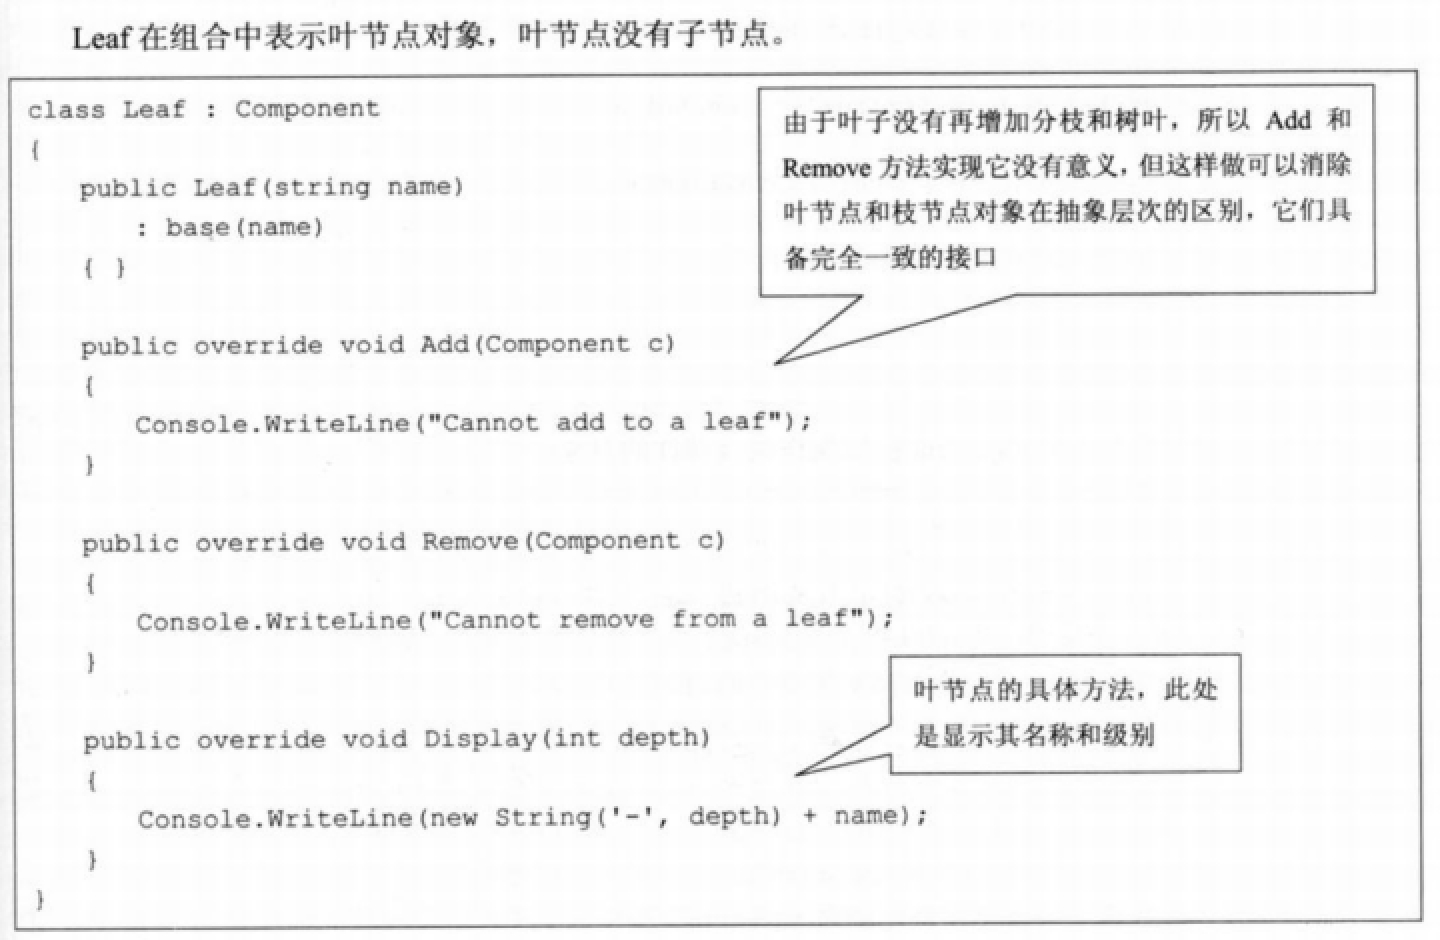 Leaf 在组合中表示叶节点对象，叶节点没有子节点。
class Leaf : Component
{
public Leaf(string name)
: base(name)
{ }
由于叶子没有再增加分枝和树叶，所以 Add 和
Remove 方法实现它没有意义，但这样做可以消除
叶节点和枝节点对象在抽象层次的区别，它们具
备完全一致的接口
public override void Add(Component c)
{
Console.WriteLine("Cannot add to a leaf");
}
public override void Remove(Component c)
{
Console.WriteLine("Cannot remove from a leaf");
}
叶节点的具体方法，此处
是显示其名称和级别
public override void Display(int depth)
{
Console.WriteLine(new String('-', depth) + name);
}
}